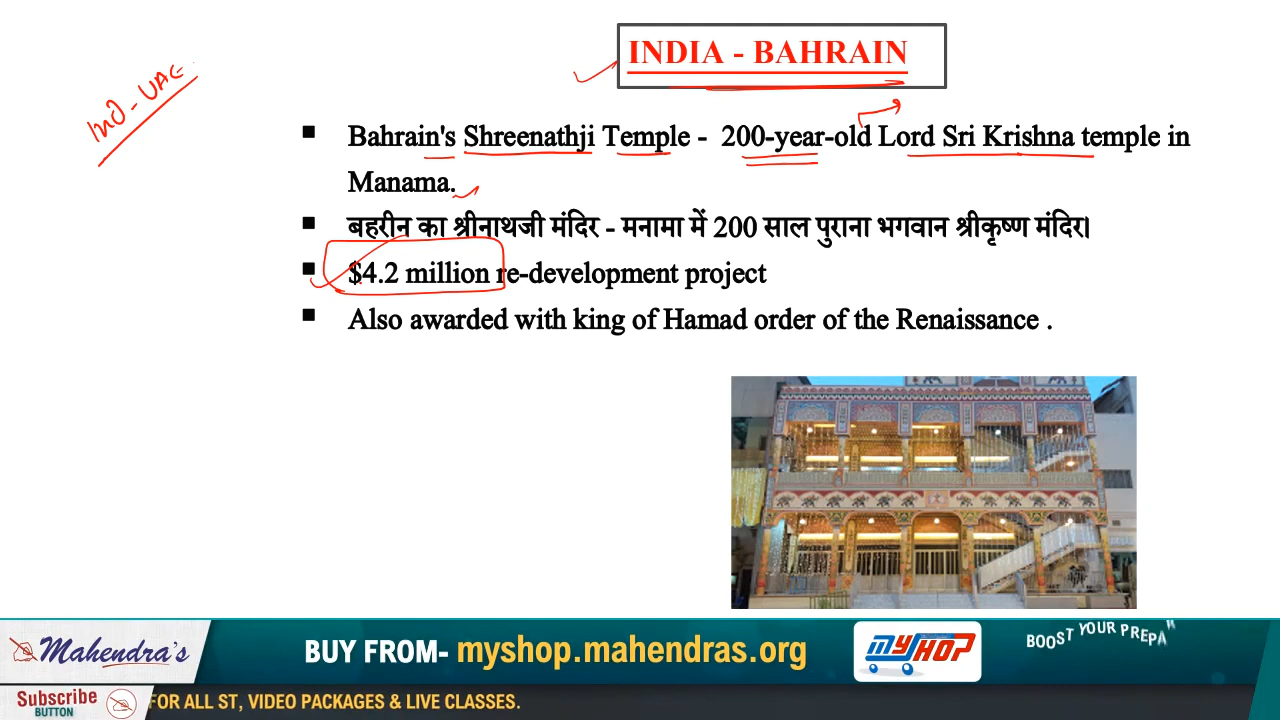 IND - UAE
INDIA - BAHRAIN
▪ Bahrain's Shreenathji Temple - 200-year-old Lord Sri Krishna temple in
Manama.
▪ बहरीन का श्रीनाथजी मंदिर - मनामा में 200 साल पुराना भगवान श्रीकृष्ण मंदिर।
▪ $4.2 million re-development project
▪ Also awarded with king of Hamad order of the Renaissance .
Mahendra's
BUY FROM- myshop.mahendras.org
MYSHOP
BOOST YOUR PREPA
Subscribe
BUTTON
FOR ALL ST, VIDEO PACKAGES & LIVE CLASSES.